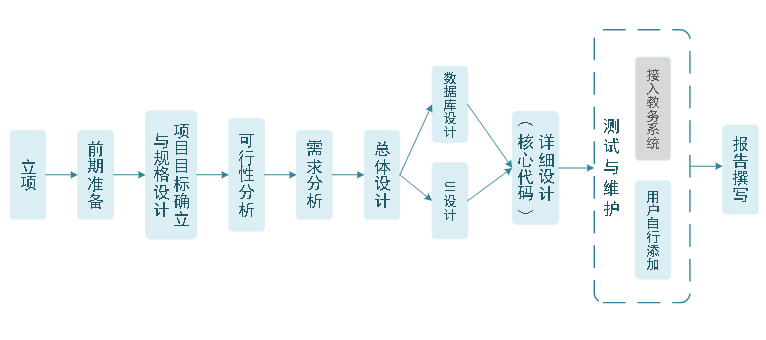 立项
前期准备
项目目标确立
与规格设计
可行性分析
需求分析
总体设计
数据库设计
UI设计
详细设计
（核心代码）
测试与维护
接入教务系统
用户自行添加
报告撰写